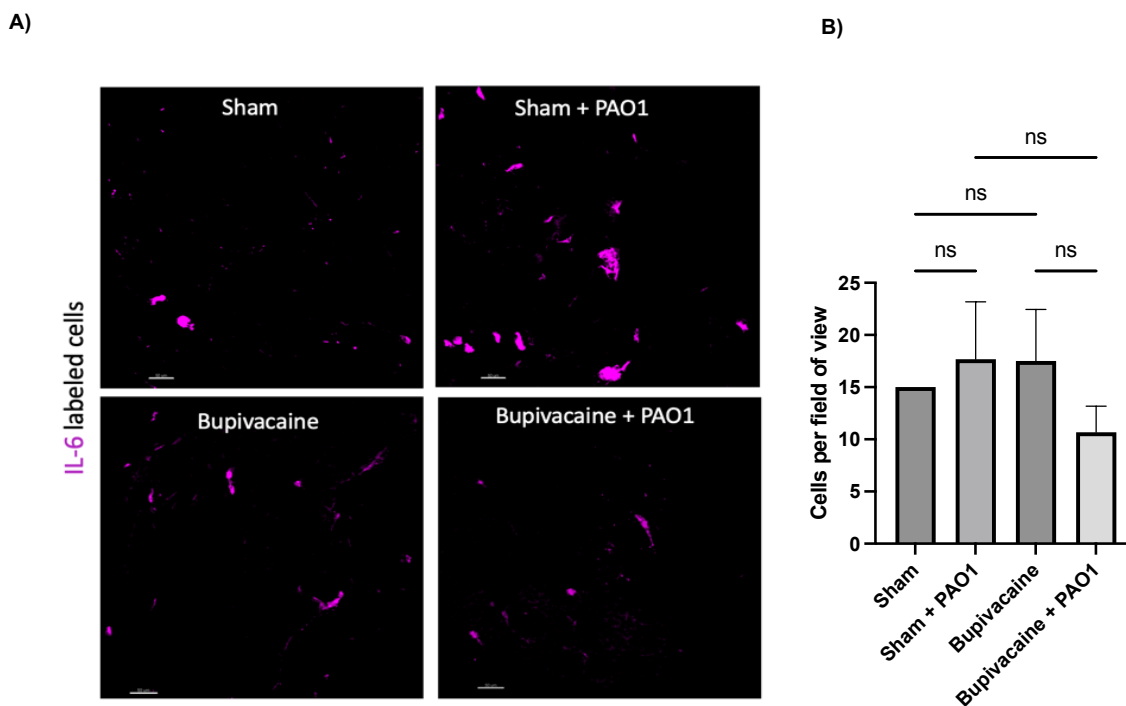 A)
B)
Sham
Sham + PAO1
Bupivacaine
Bupivacaine + PAO1
IL-6 labeled cells
ns
ns
ns
ns
25
20
15
10
5
0
Cells per field of view
Sham
Sham + PAO1
Bupivacaine
Bupivacaine + PAO1